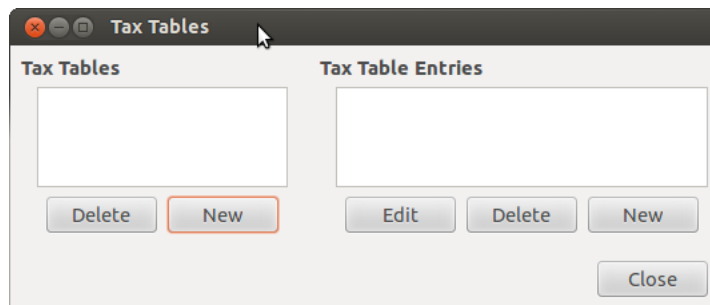 Tax Tables
Tax Tables Tax Table Entries
Delete New Edit Delete New
Close